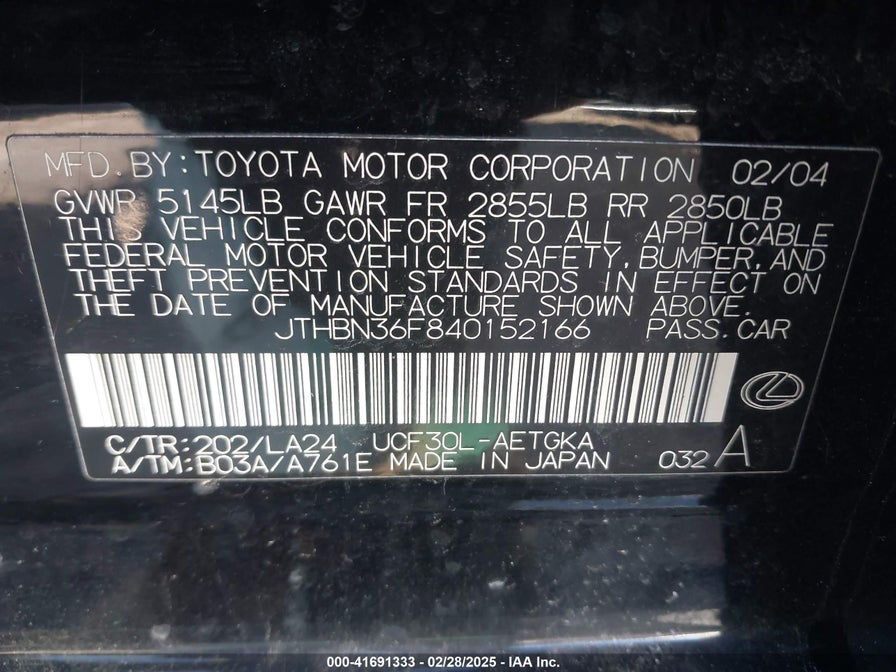 MFD. BY: TOYOTA MOTOR CORPORATION 02/04
GVWR 5145LB GAWR FR 2855LB RR 2850LB
THIS VEHICLE CONFORMS TO ALL APPLICABLE
FEDERAL MOTOR VEHICLE SAFETY, BUMPER, AND
THEFT PREVENTION STANDARDS IN EFFECT ON
THE DATE OF MANUFACTURE SHOWN ABOVE.
JTHBN36F840152166 PASS. CAR
C/TR: 202/LA24 UCF30L-AETGKA
A/TM: B03A/A761E MADE IN JAPAN 032 A
000-41691333 - 02/28/2025 - IAA Inc.